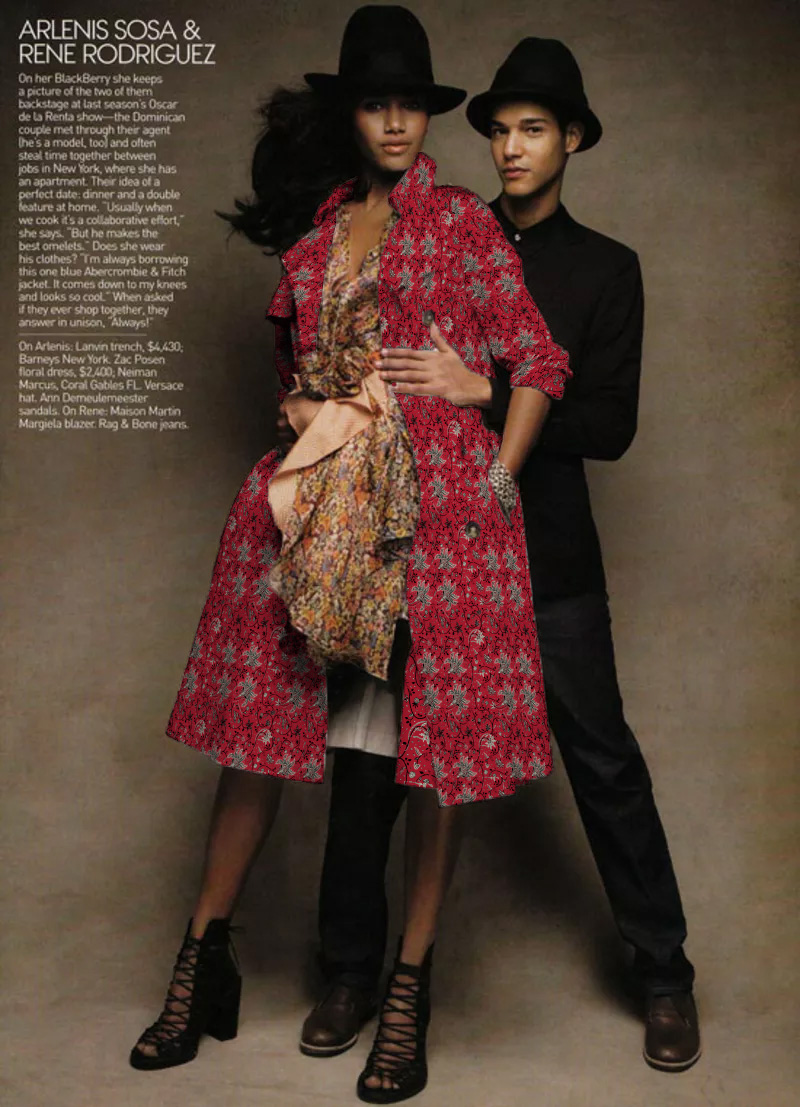 ARLENIS SOSA &
RENE RODRIGUEZ
On her BlackBerry she keeps
a picture of the two of them
backstage at last season's Oscar
de la Renta show—the Dominican
couple met through their agent
(he's a model, too) and often
steal time together between
jobs in New York, where she has
an apartment. Their idea of a
perfect date: dinner and a double
feature at home. "Usually when
we cook it's a collaborative effort,"
she says. "But he makes the
best omelets." Does she wear
his clothes? "I'm always borrowing
this one blue Abercrombie & Fitch
jacket. It comes down to my knees
and looks so cool." When asked
if they ever shop together, they
answer in unison, "Always!"
On Arlenis: Lanvin trench, $4,430;
Barneys New York. Zac Posen
floral dress, $2,400; Neiman
Marcus, Coral Gables FL. Versace
hat. Ann Demeulemeester
sandals. On Rene: Maison Martin
Margiela blazer. Rag & Bone jeans.